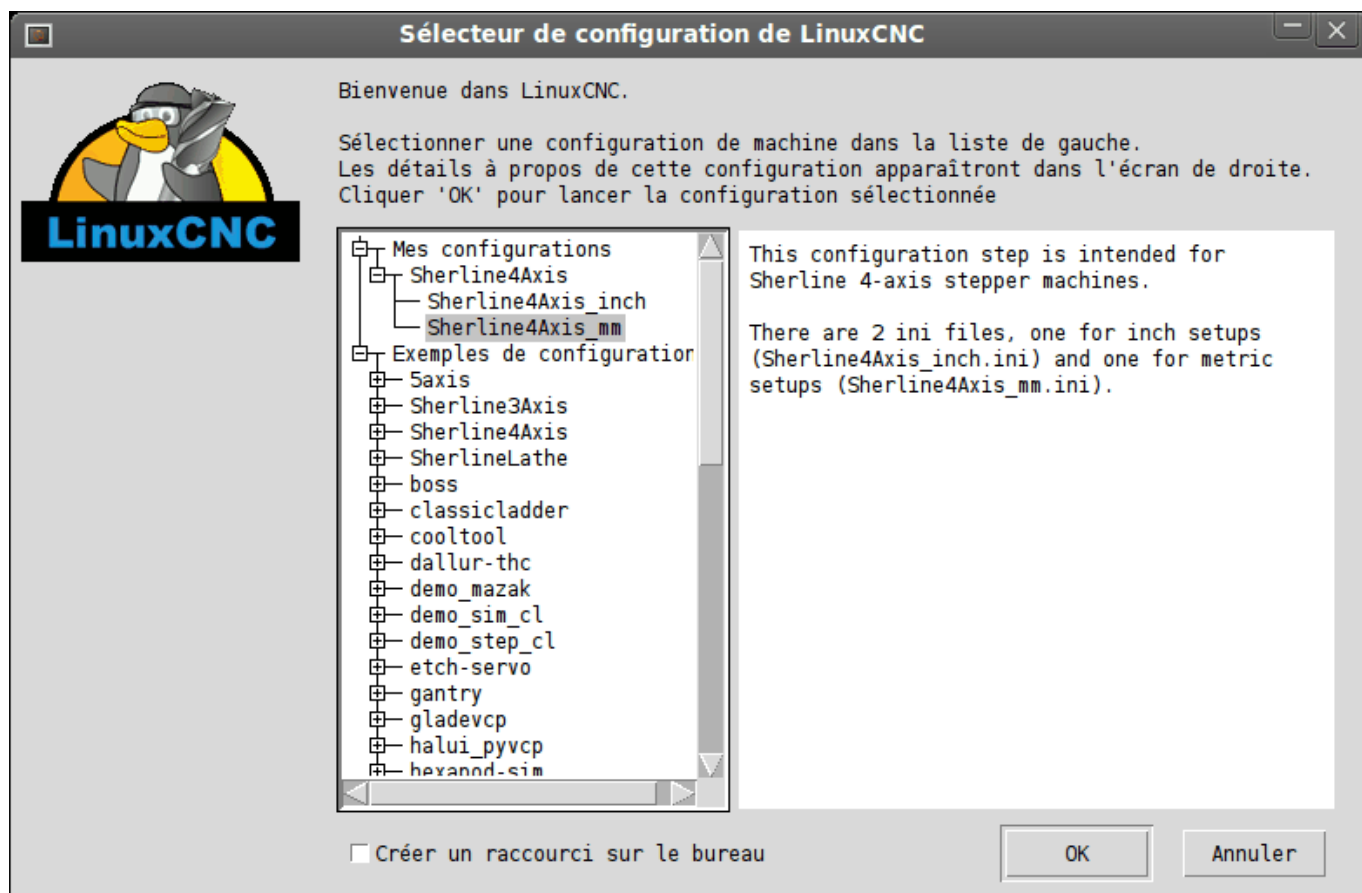 Sélecteur de configuration de LinuxCNC
LinuxCNC
Bienvenue dans LinuxCNC.
Sélectionner une configuration de machine dans la liste de gauche.
Les détails à propos de cette configuration apparaîtront dans l'écran de droite.
Cliquer 'OK' pour lancer la configuration sélectionnée
Mes configurations
Sherline4Axis
Sherline4Axis_inch
Sherline4Axis_mm
Exemples de configuration
5axis
Sherline3Axis
Sherline4Axis
SherlineLathe
boss
classicladder
cooltool
dallur-thc
demo_mazak
demo_sim_cl
demo_step_cl
etch-servo
gantry
gladevcp
halui_pyvcp
hexapod-sim
This configuration step is intended for
Sherline 4-axis stepper machines.
There are 2 ini files, one for inch setups
(Sherline4Axis_inch.ini) and one for metric
setups (Sherline4Axis_mm.ini).
Créer un raccourci sur le bureau
OK
Annuler